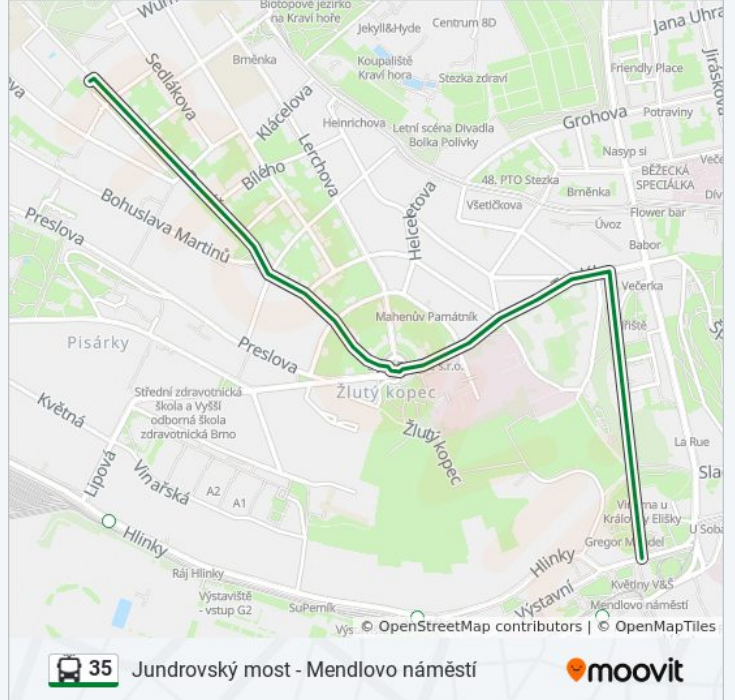 Wurm
Biotopové jezírko
na Kraví hoře
Jekyll&Hyde
Centrum 8D
Jana Uhra
Jiráskova
Sedlákova
Brněnka
Koupaliště
Kraví hora
Stezka zdraví
Friendly Place
Klácelova
Heinrichova
Grohova
Potraviny
Letní scéna Divadla
Bolka Polívky
Lerchova
Nasyp si
Bílého
48. PTO Stezka
BĚŽECKÁ
SPECIÁLKA
Všetičkova
Brněnka
Helceletova
Úvoz
Flower bar
Bohuslava Martinů
Preslova
Babor
Večerka
Mahenův Památník
Pisárky
Preslova
s.r.o.
Střední zdravotnická
škola a Vyšší
odborná škola
zdravotnická Brno
Žlutý kopec
Květná
Žlutý kopec
La Rue
Lipová
Vinařská
A2
A1
Hlinky
Gregor Mendel
Hlinky
Ráj Hlinky
Květiny V&Š
Výstaviště
- vstup G2
SuPerník
Výstavní
Mendlovo náměstí
© OpenStreetMap contributors | © OpenMapTiles
35 Jundrovský most - Mendlovo náměstí
moovit